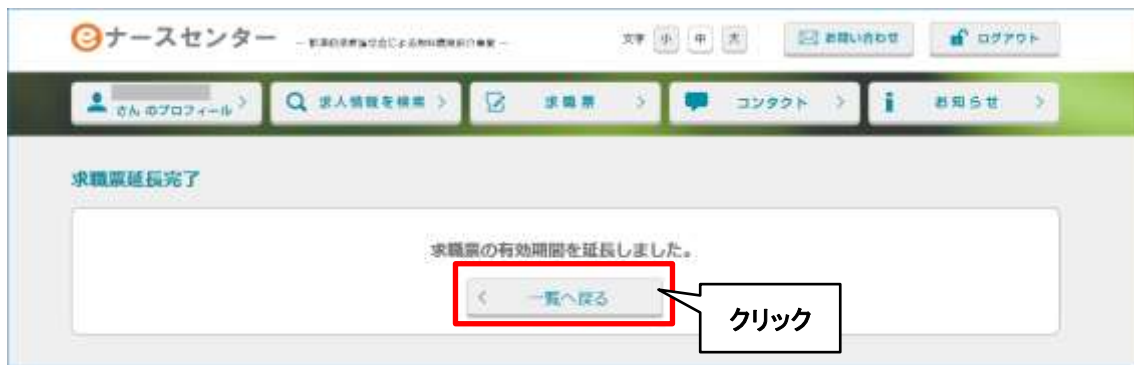 eナースセンター
文字 小 中 大
お問い合わせ
ログアウト
さん のプロフィール
求人情報を検索
求職票
コンタクト
お知らせ
求職票延長完了
求職票の有効期間を延長しました。
一覧へ戻る
クリック